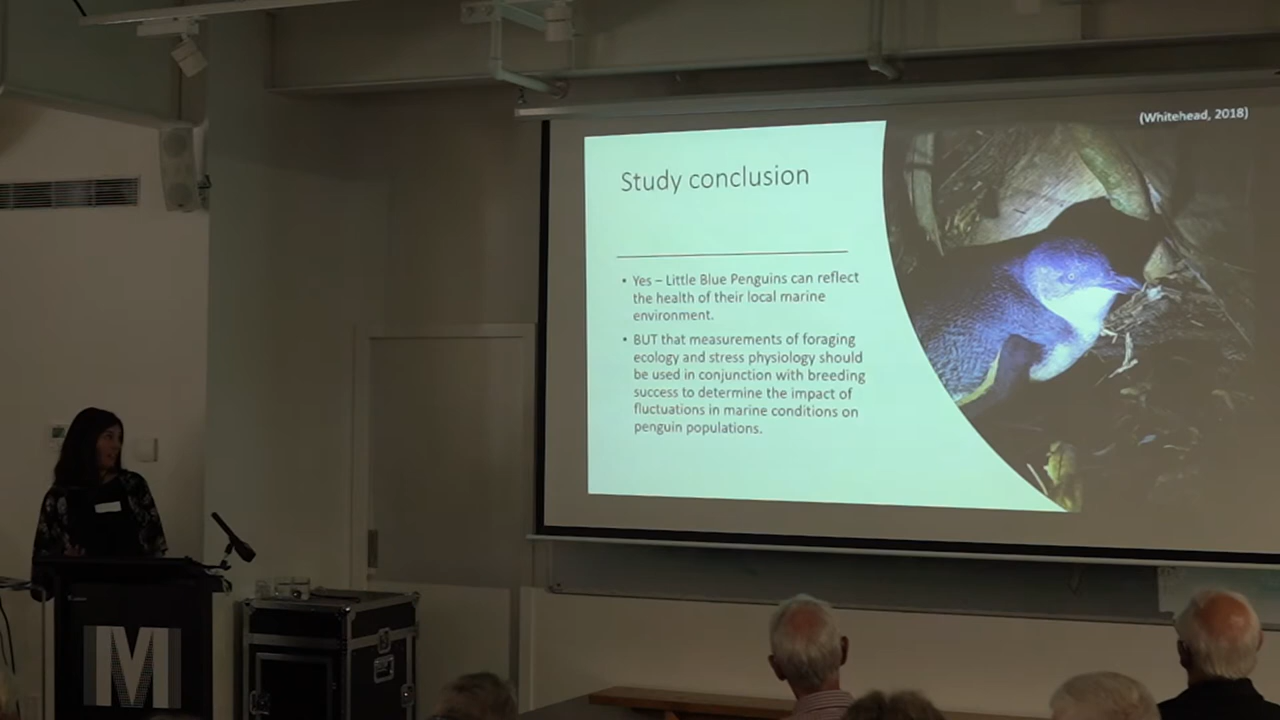 (Whitehead, 2018)
Study conclusion
• Yes – Little Blue Penguins can reflect
the health of their local marine
environment.
• BUT that measurements of foraging
ecology and stress physiology should
be used in conjunction with breeding
success to determine the impact of
fluctuations in marine conditions on
penguin populations.
M